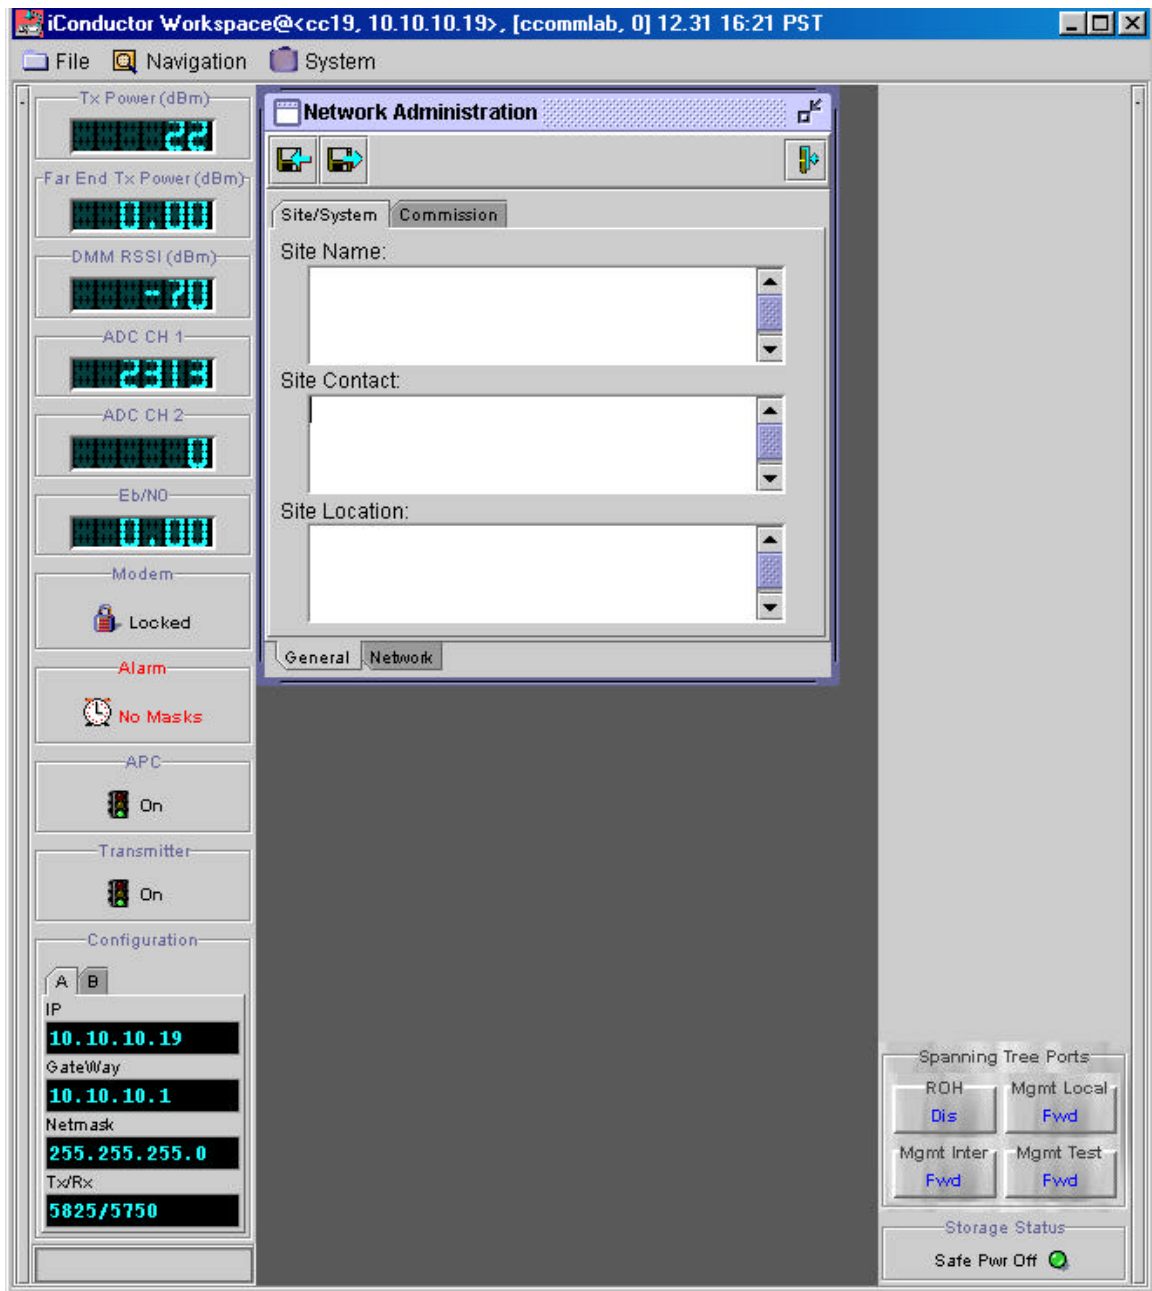 iConductor Workspace@<cc19, 10.10.10.19>, [ccommlab, 0] 12.31 16:21 PST
File Navigation System
Tx Power (dBm)
22
Far End Tx Power (dBm)
0.00
DMM RSSI (dBm)
-70
ADC CH 1
2313
ADC CH 2
0
Eb/N0
0.00
Modem
Locked
Alarm
No Masks
APC
On
Transmitter
On
Configuration
A B
IP
10.10.10.19
GateWay
10.10.10.1
Netmask
255.255.255.0
Tx/Rx
5825/5750
Network Administration
Site/System Commission
Site Name:
Site Contact:
Site Location:
General Network
Spanning Tree Ports
ROH Mgmt Local
Dis Fwd
Mgmt Inter Mgmt Test
Fwd Fwd
Storage Status
Safe Pwr Off